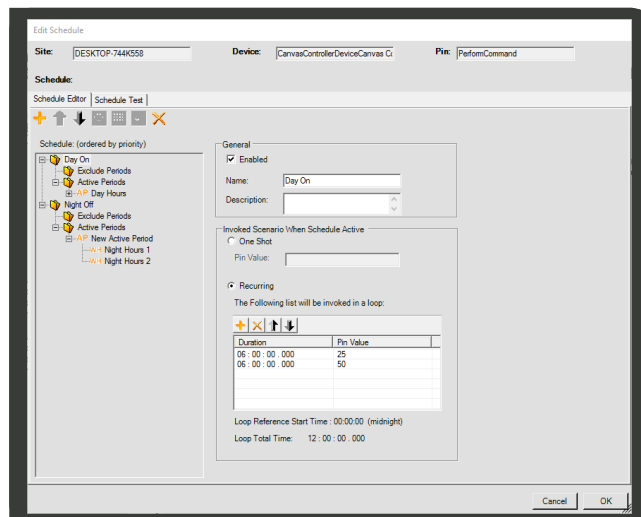 Edit Schedule
Site: DESKTOP-744K558 Device: CanvasControllerDeviceCanvas Pin: PerformCommand
Schedule:
Schedule Editor Schedule Test
Schedule: (ordered by priority)
Day On
Exclude Periods
Active Periods
AP Day Hours
Night Off
Exclude Periods
Active Periods
AP New Active Period
WH Night Hours 1
WH Night Hours 2
General
Enabled
Name: Day On
Description:
Invoked Scenario When Schedule Active
One Shot
Pin Value:
Recurring
The Following list will be invoked in a loop:
Duration Pin Value
06 : 00 : 00 . 000 25
06 : 00 : 00 . 000 50
Loop Reference Start Time : 00:00:00 (midnight)
Loop Total Time: 12 : 00 : 00 . 000
Cancel OK